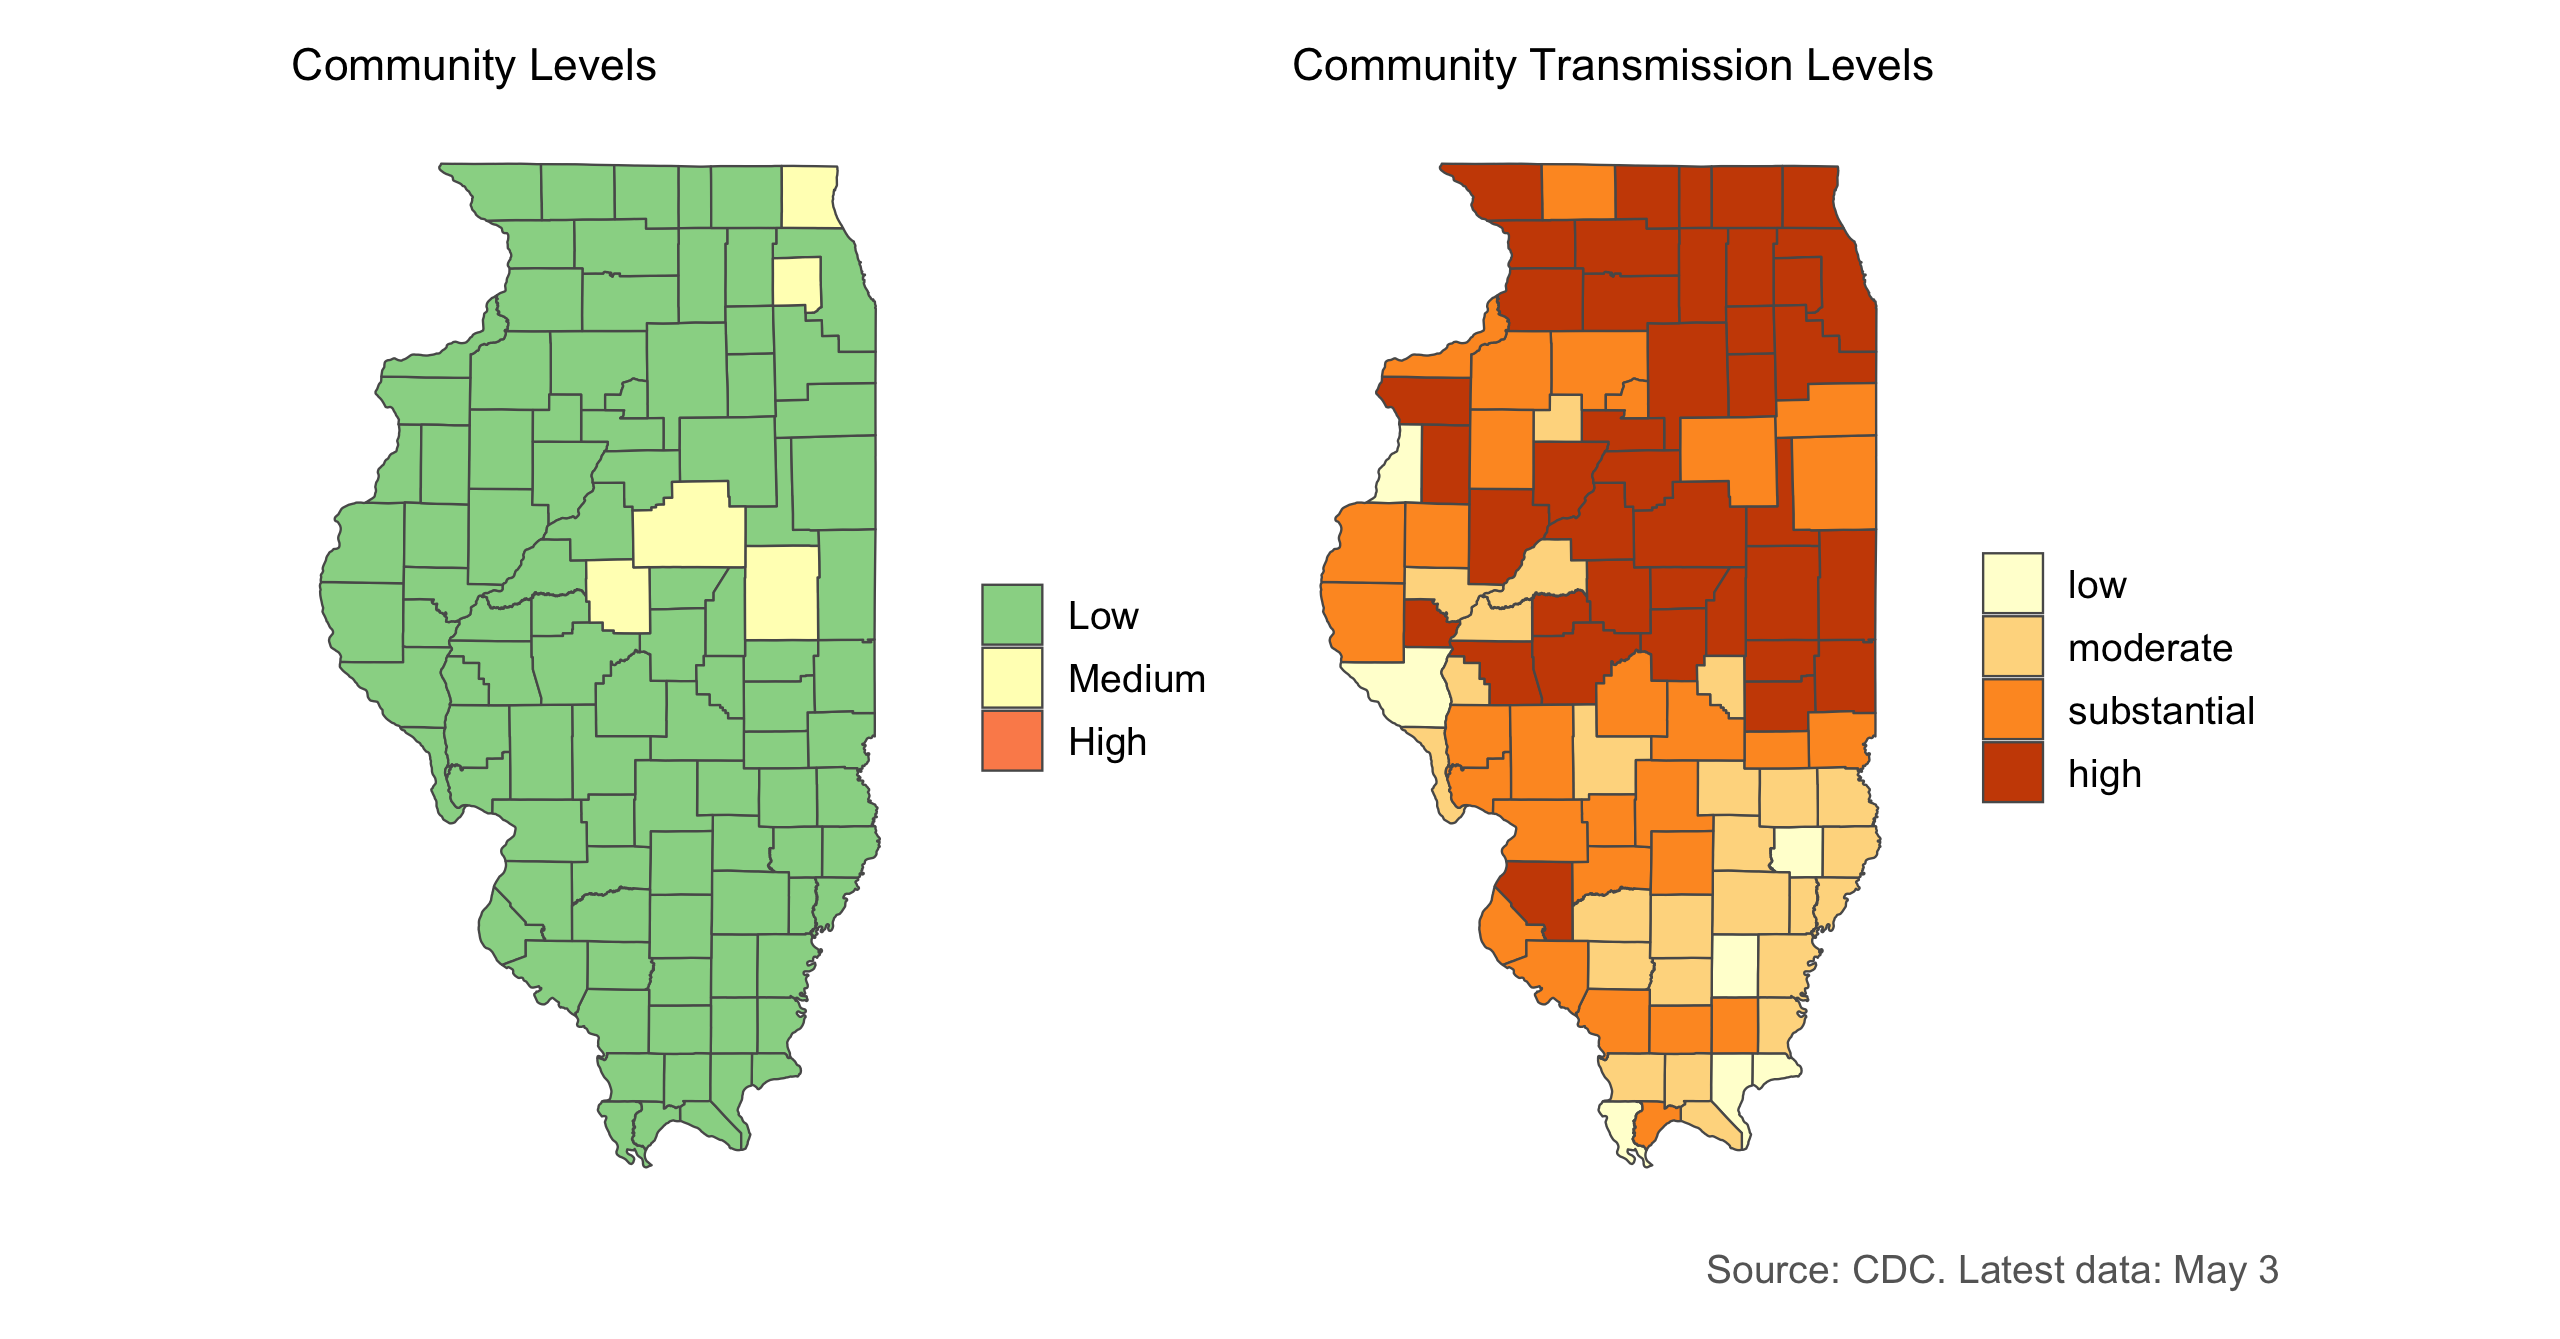 Community Levels
Low
Medium
High
Community Transmission Levels
low
moderate
substantial
high
Source: CDC. Latest data: May 3